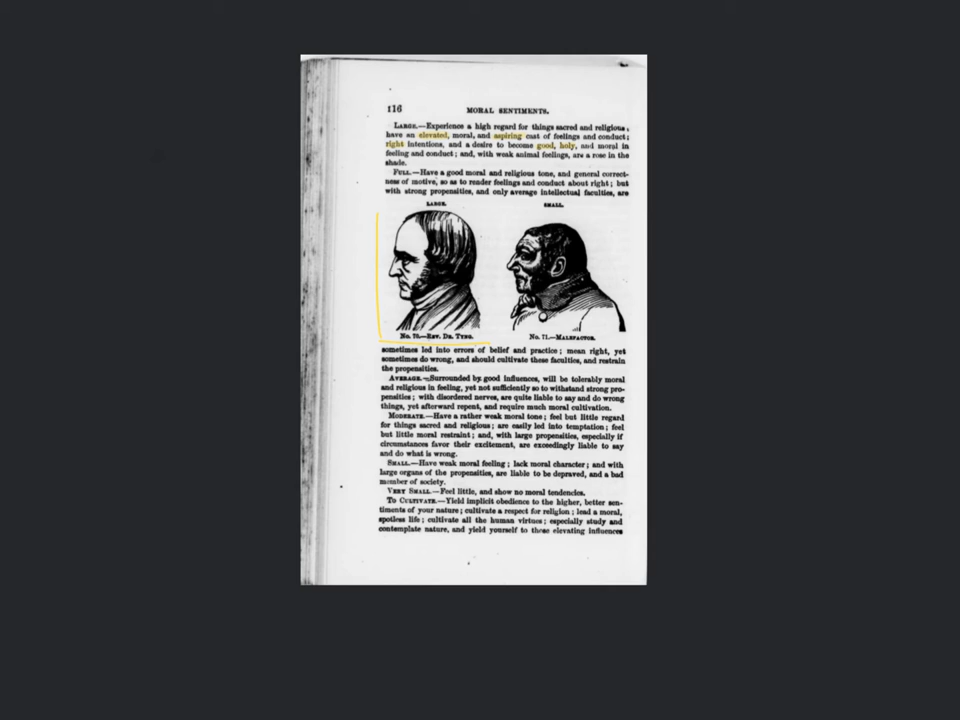 116
MORAL SENTIMENTS.
LARGE.—Experience a high regard for things sacred and religious,
have an elevated, moral, and aspiring cast of feelings and conduct;
right intentions, and a desire to become good, holy, and moral in
feeling and conduct; and, with weak animal feelings, are a rose in the
shade.
FULL.—Have a good moral and religious tone, and general correct-
ness of motive, so as to render feelings and conduct about right; but
with strong propensities, and only average intellectual faculties, are
LARGE.
SMALL.
No. 70.—REV. DR. TYNG.
No. 71.—MALEFACTOR.
sometimes led into errors of belief and practice; mean right, yet
sometimes do wrong, and should cultivate these faculties, and restrain
the propensities.
AVERAGE.—Surrounded by good influences, will be tolerably moral
and religious in feeling, yet not sufficiently so to withstand strong pro-
pensities; with disordered nerves, are quite liable to say and do wrong
things, yet afterward repent, and require much moral cultivation.
MODERATE.—Have a rather weak moral tone; feel but little regard
for things sacred and religious; are easily led into temptation; feel
but little moral restraint; and, with large propensities, especially if
circumstances favor their excitement, are exceedingly liable to say
and do what is wrong.
SMALL.—Have weak moral feeling; lack moral character; and with
large organs of the propensities, are liable to be depraved, and a bad
member of society.
VERY SMALL.—Feel little, and show no moral tendencies.
To CULTIVATE.—Yield implicit obedience to the higher, better sen-
timents of your nature; cultivate a respect for religion; lead a moral,
spotless life; cultivate all the human virtues; especially study and
contemplate nature, and yield yourself to those elevating influences